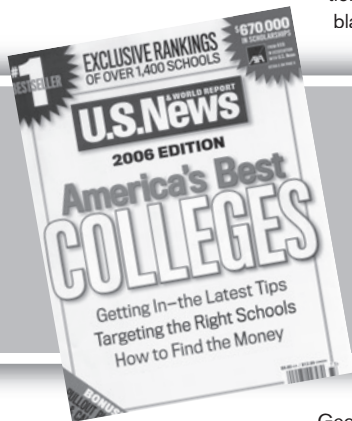 #1
BESTSELLER
EXCLUSIVE RANKINGS
OF OVER 1,400 SCHOOLS
$670,000
IN SCHOLARSHIPS
AXA
U.S. News
& WORLD REPORT
2006 EDITION
America's Best
COLLEGES
Getting In–the Latest Tips
Targeting the Right Schools
How to Find the Money
BONUS